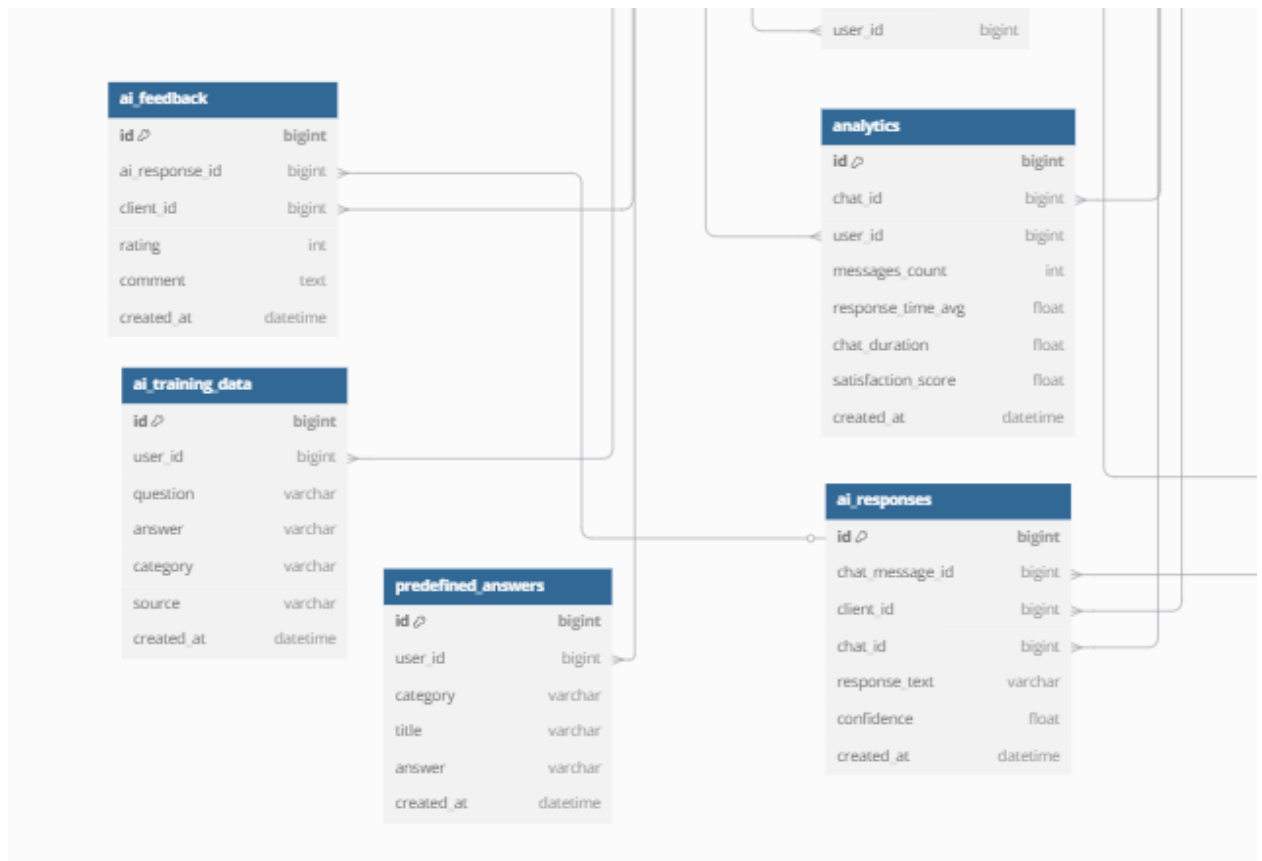 user_id bigint
ai_feedback
id bigint
ai_response_id bigint
client_id bigint
rating int
comment text
created_at datetime
analytics
id bigint
chat_id bigint
user_id bigint
messages_count int
response_time_avg float
chat_duration float
satisfaction_score float
created_at datetime
ai_training_data
id bigint
user_id bigint
question varchar
answer varchar
category varchar
source varchar
created_at datetime
ai_responses
id bigint
chat_message_id bigint
client_id bigint
chat_id bigint
response_text varchar
confidence float
created_at datetime
predefined_answers
id bigint
user_id bigint
category varchar
title varchar
answer varchar
created_at datetime